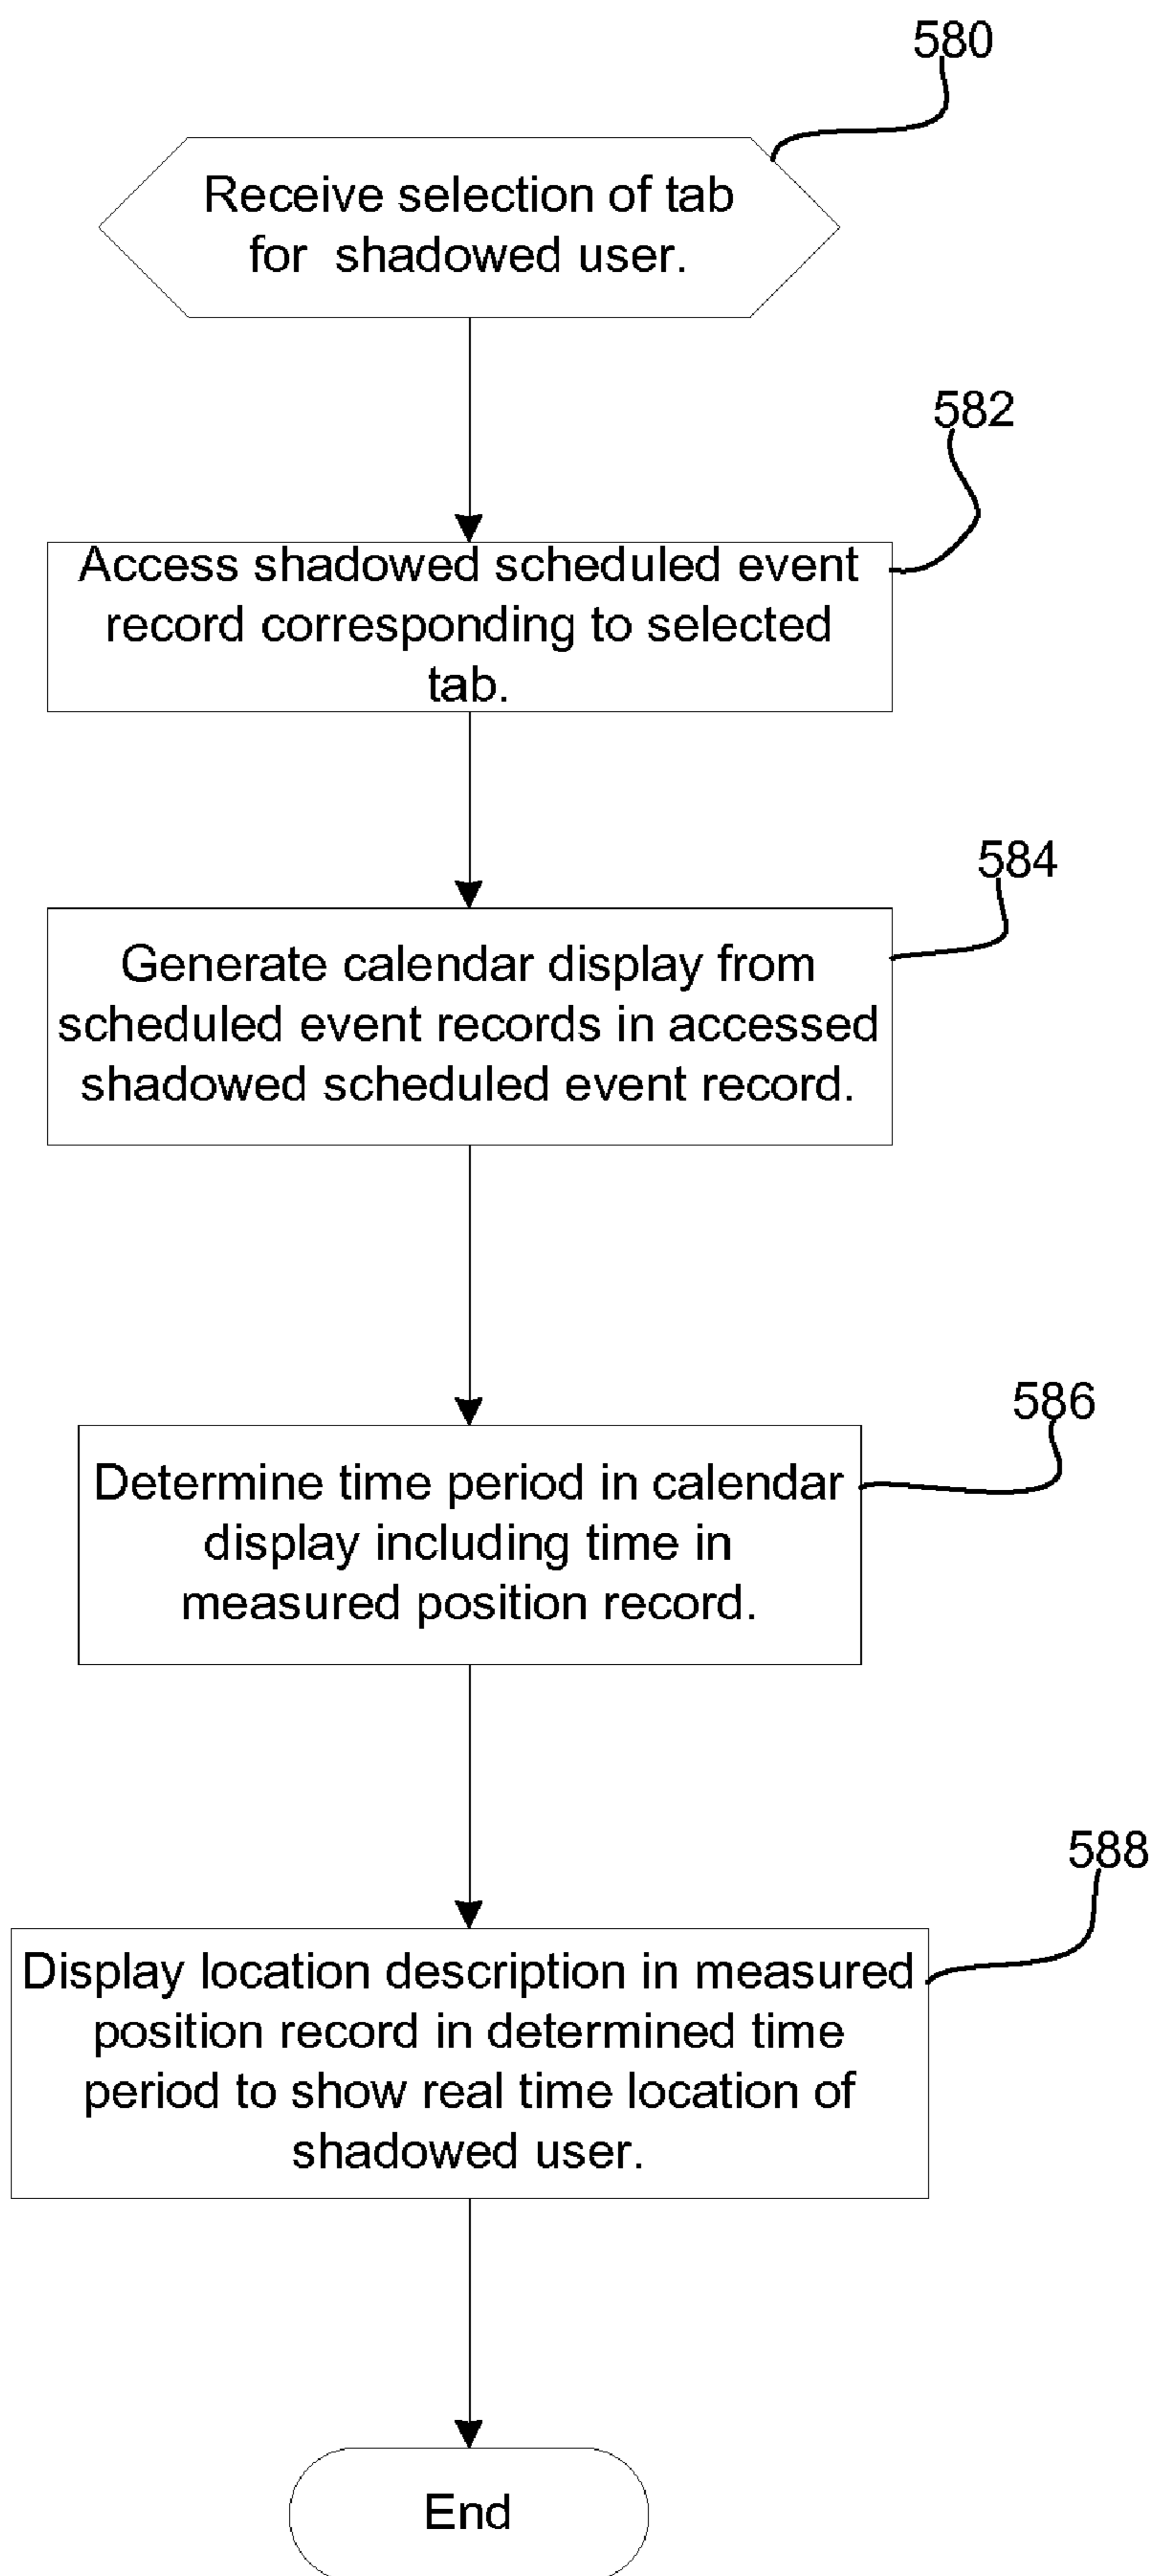 580
Receive selection of tab
for shadowed user.
582
Access shadowed scheduled event
record corresponding to selected
tab.
584
Generate calendar display from
scheduled event records in accessed
shadowed scheduled event record.
586
Determine time period in calendar
display including time in
measured position record.
588
Display location description in measured
position record in determined time
period to show real time location of
shadowed user.
End